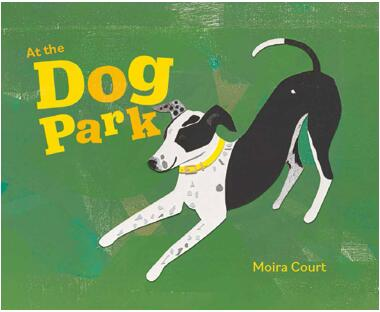 At the
Dog
Park
Moira Court